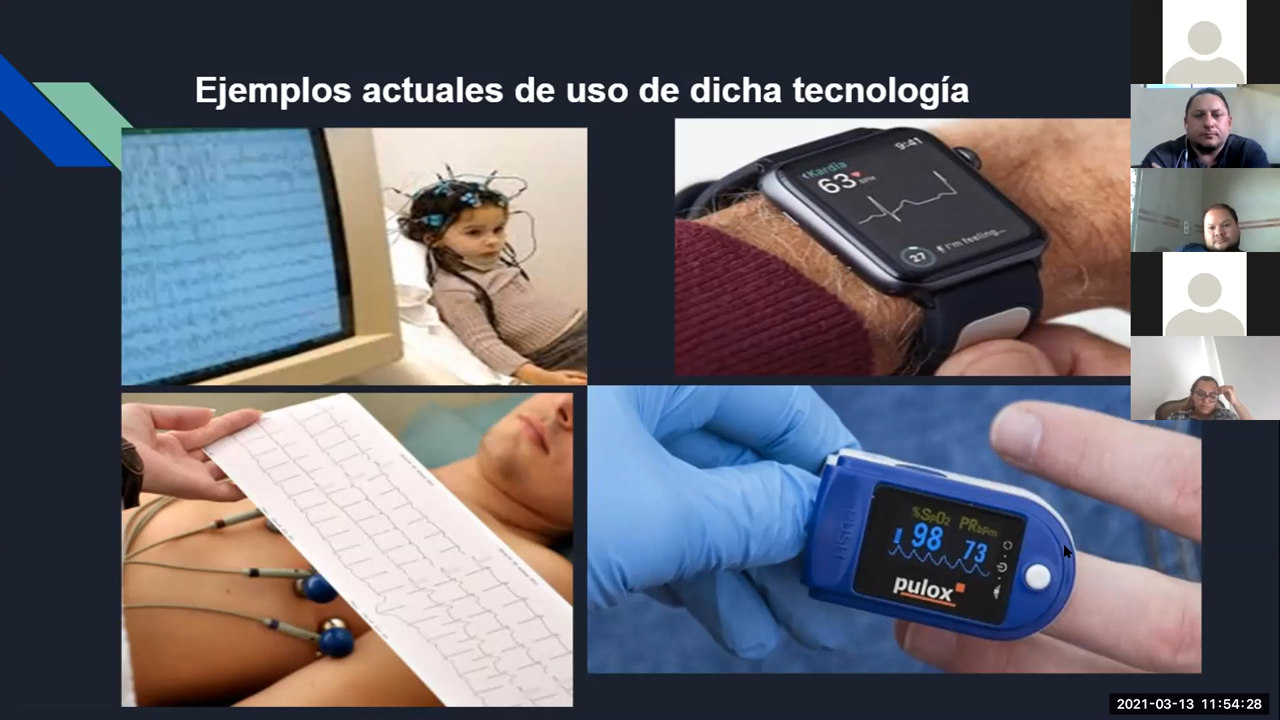 Ejemplos actuales de uso de dicha tecnología
9:41
Kardia
63 BPM
27
I'm feeling...
%SpO2 PRbpm
98 73
pulox
2021-03-13 11:54:28